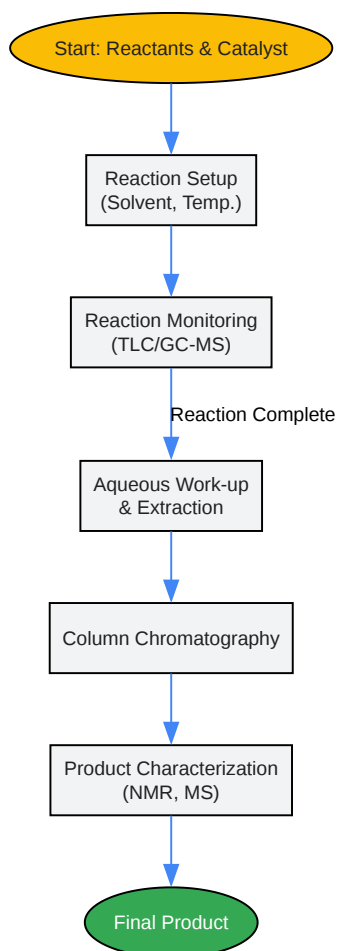 Start: Reactants & Catalyst
Reaction Setup
(Solvent, Temp.)
Reaction Monitoring
(TLC/GC-MS)
Reaction Complete
Aqueous Work-up
& Extraction
Column Chromatography
Product Characterization
(NMR, MS)
Final Product